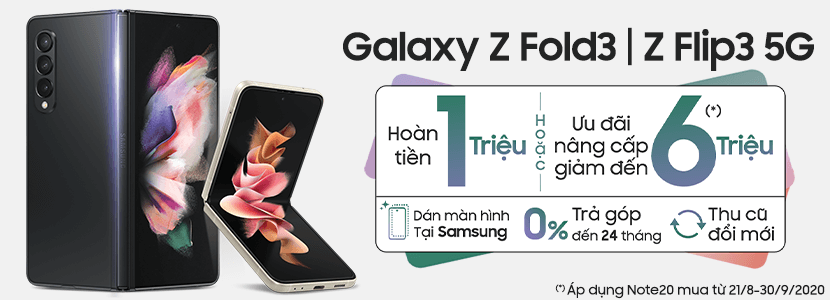 Galaxy Z Fold3 | Z Flip3 5G
Hoàn
tiền
1
Triệu
Hoặc
Ưu đãi
nâng cấp
giảm đến
6
(*)
Triệu
Dán màn hình
Tại Samsung
0%
Trả góp
đến 24 tháng
Thu cũ
đổi mới
(*) Áp dụng Note20 mua từ 21/8-30/9/2020